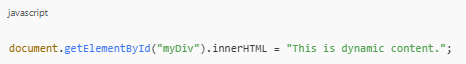 javascript
document.getElementById("myDiv").innerHTML = "This is dynamic content.";